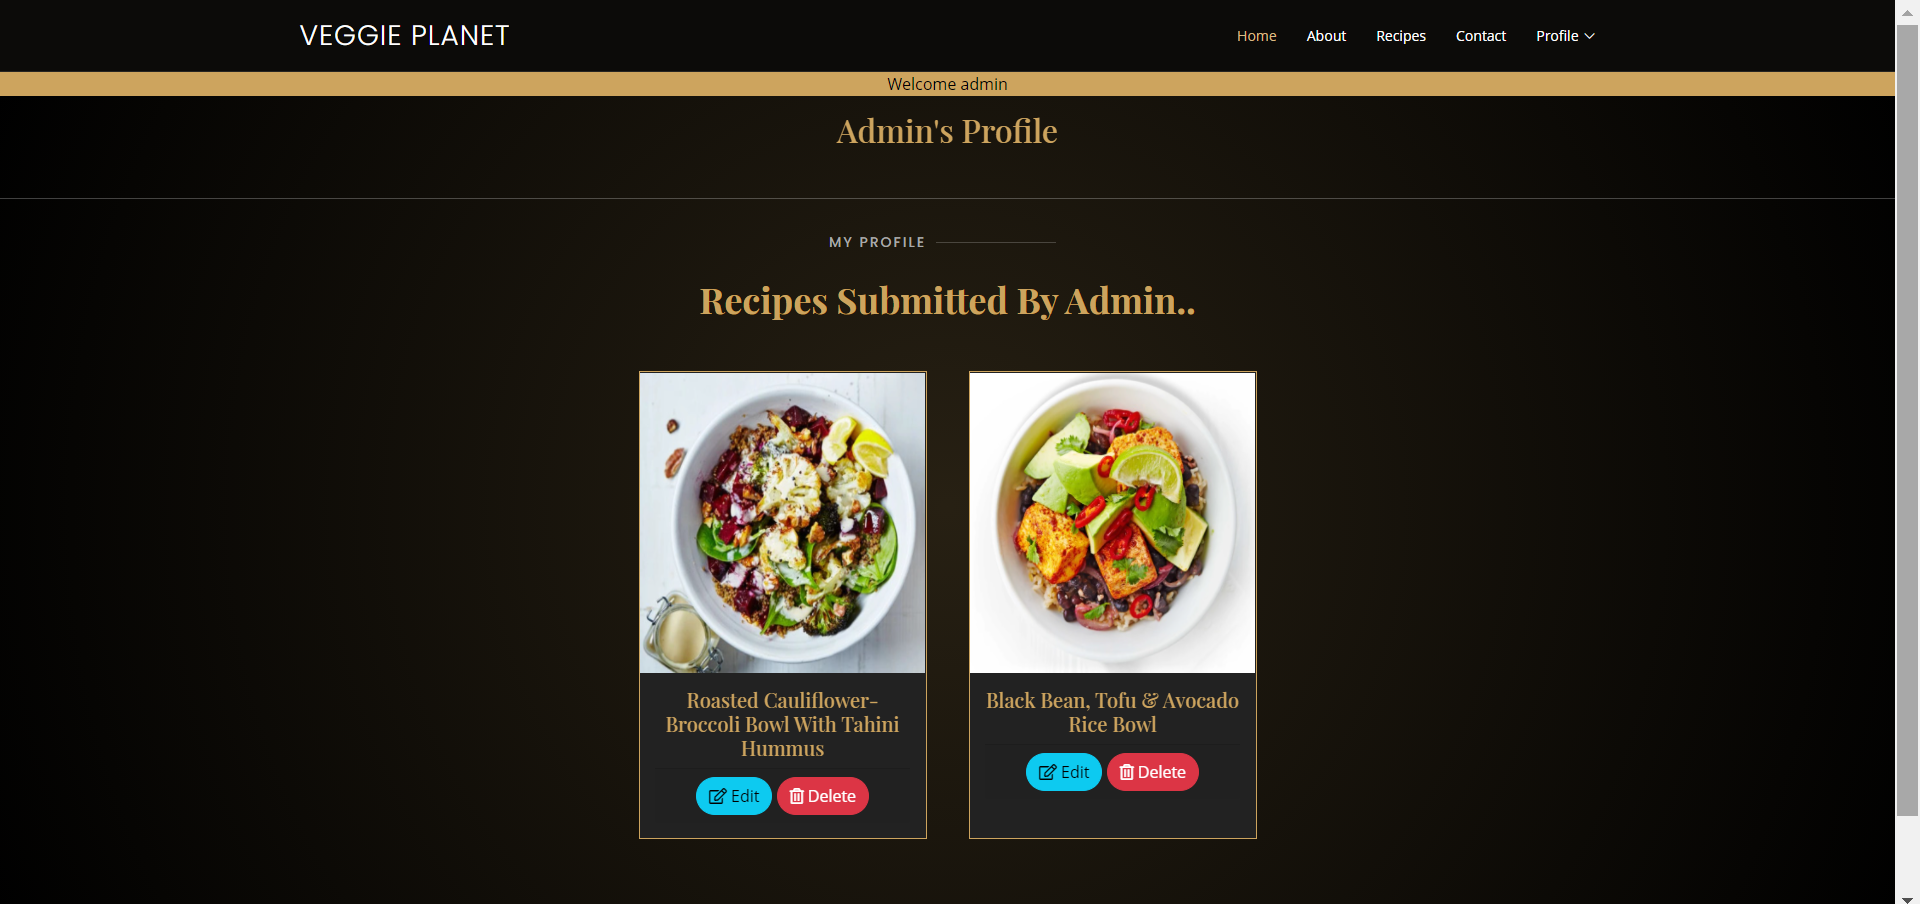 VEGGIE PLANET
Home About Recipes Contact Profile
Welcome admin
Admin's Profile
MY PROFILE
Recipes Submitted By Admin..
Roasted Cauliflower-
Broccoli Bowl With Tahini
Hummus
Edit Delete
Black Bean, Tofu & Avocado
Rice Bowl
Edit Delete